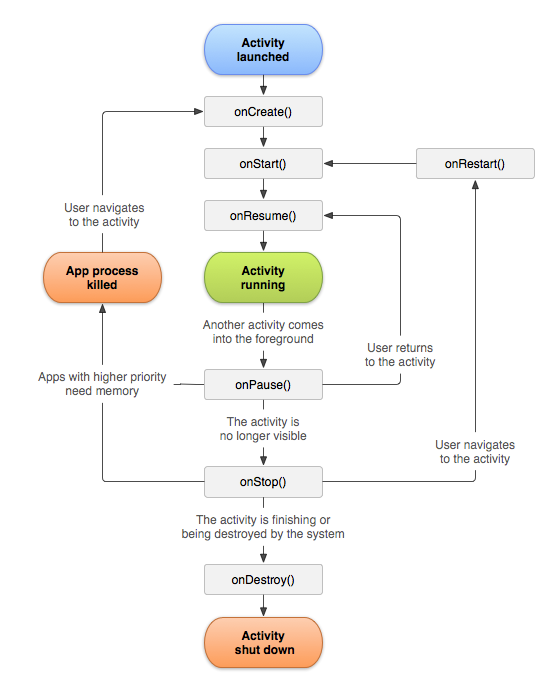 Activity
launched
onCreate()
onStart()
onRestart()
onResume()
User navigates
to the activity
App process
killed
Activity
running
Another activity comes
into the foreground
User returns
to the activity
Apps with higher priority
need memory
onPause()
The activity is
no longer visible
User navigates
to the activity
onStop()
The activity is finishing or
being destroyed by the system
onDestroy()
Activity
shut down